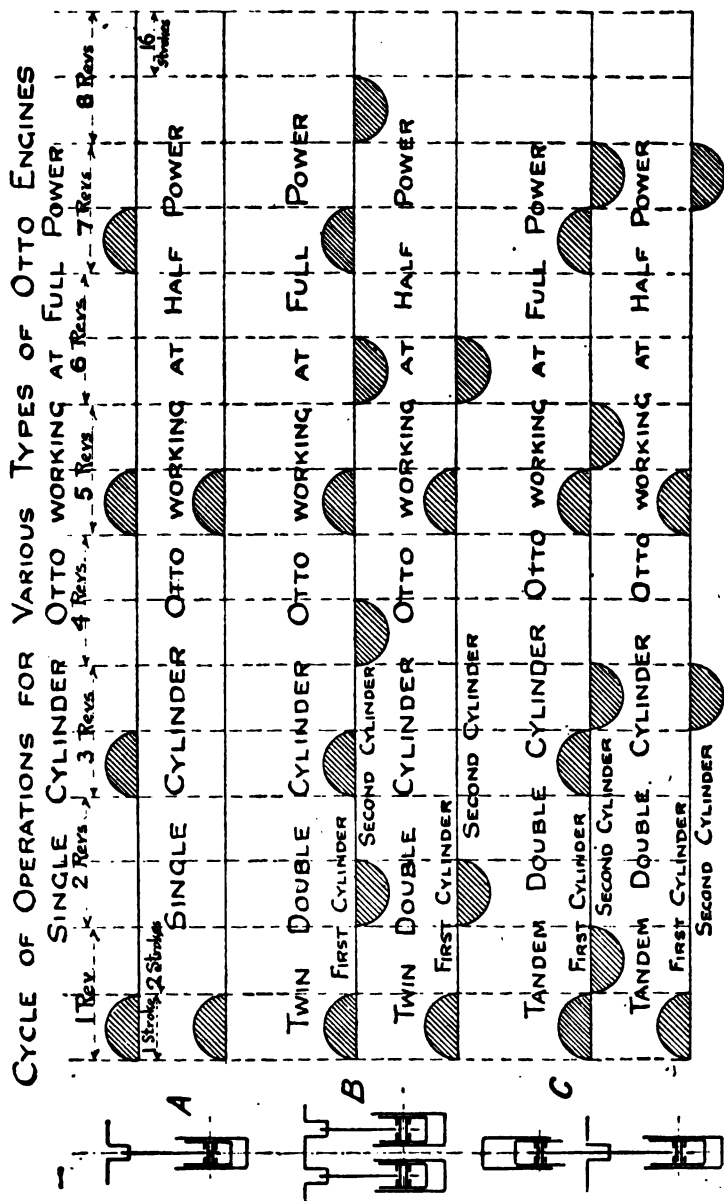 CYCLE OF OPERATIONS FOR VARIOUS TYPES OF OTTO ENGINES
SINGLE CYLINDER OTTO WORKING AT FULL POWER
1 Rev. 2 Revs 3 Revs 4 Revs. 5 Revs 6 Revs 7 Revs 8 Revs
1 Stroke 2 Strokes 16 Strokes
A
SINGLE CYLINDER OTTO WORKING AT HALF POWER
TWIN DOUBLE CYLINDER OTTO WORKING AT FULL POWER
FIRST CYLINDER
B
SECOND CYLINDER
TWIN DOUBLE CYLINDER OTTO WORKING AT HALF POWER
FIRST CYLINDER
SECOND CYLINDER
TANDEM DOUBLE CYLINDER OTTO WORKING AT FULL POWER
C
FIRST CYLINDER
SECOND CYLINDER
TANDEM DOUBLE CYLINDER OTTO WORKING AT HALF POWER
FIRST CYLINDER
SECOND CYLINDER